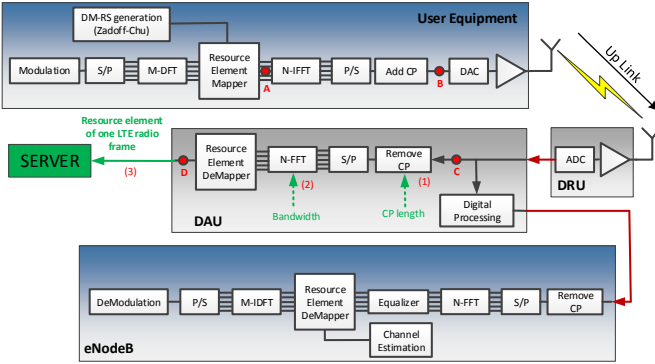 User Equipment
DM-RS generation
(Zadoff-Chu)
Modulation
S/P
M-DFT
Resource
Element
Mapper
A
N-IFFT
P/S
Add CP
B
DAC
Up Link
Resource element
of one LTE radio
frame
SERVER
(3)
D
Resource
Element
DeMapper
N-FFT
(2)
Bandwidth
S/P
Remove
CP
(1)
CP length
C
Digital
Processing
DAU
ADC
DRU
DeModulation
P/S
M-IDFT
Resource
Element
DeMapper
Equalizer
N-FFT
S/P
Remove
CP
Channel
Estimation
eNodeB